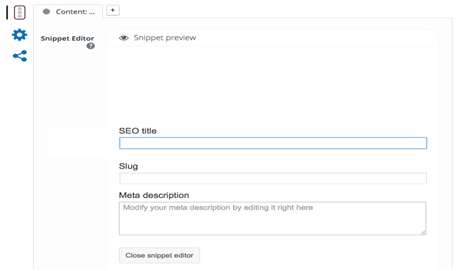 Content: ...
+
Snippet Editor
?
Snippet preview
SEO title
Slug
Meta description
Modify your meta description by editing it right here
Close snippet editor